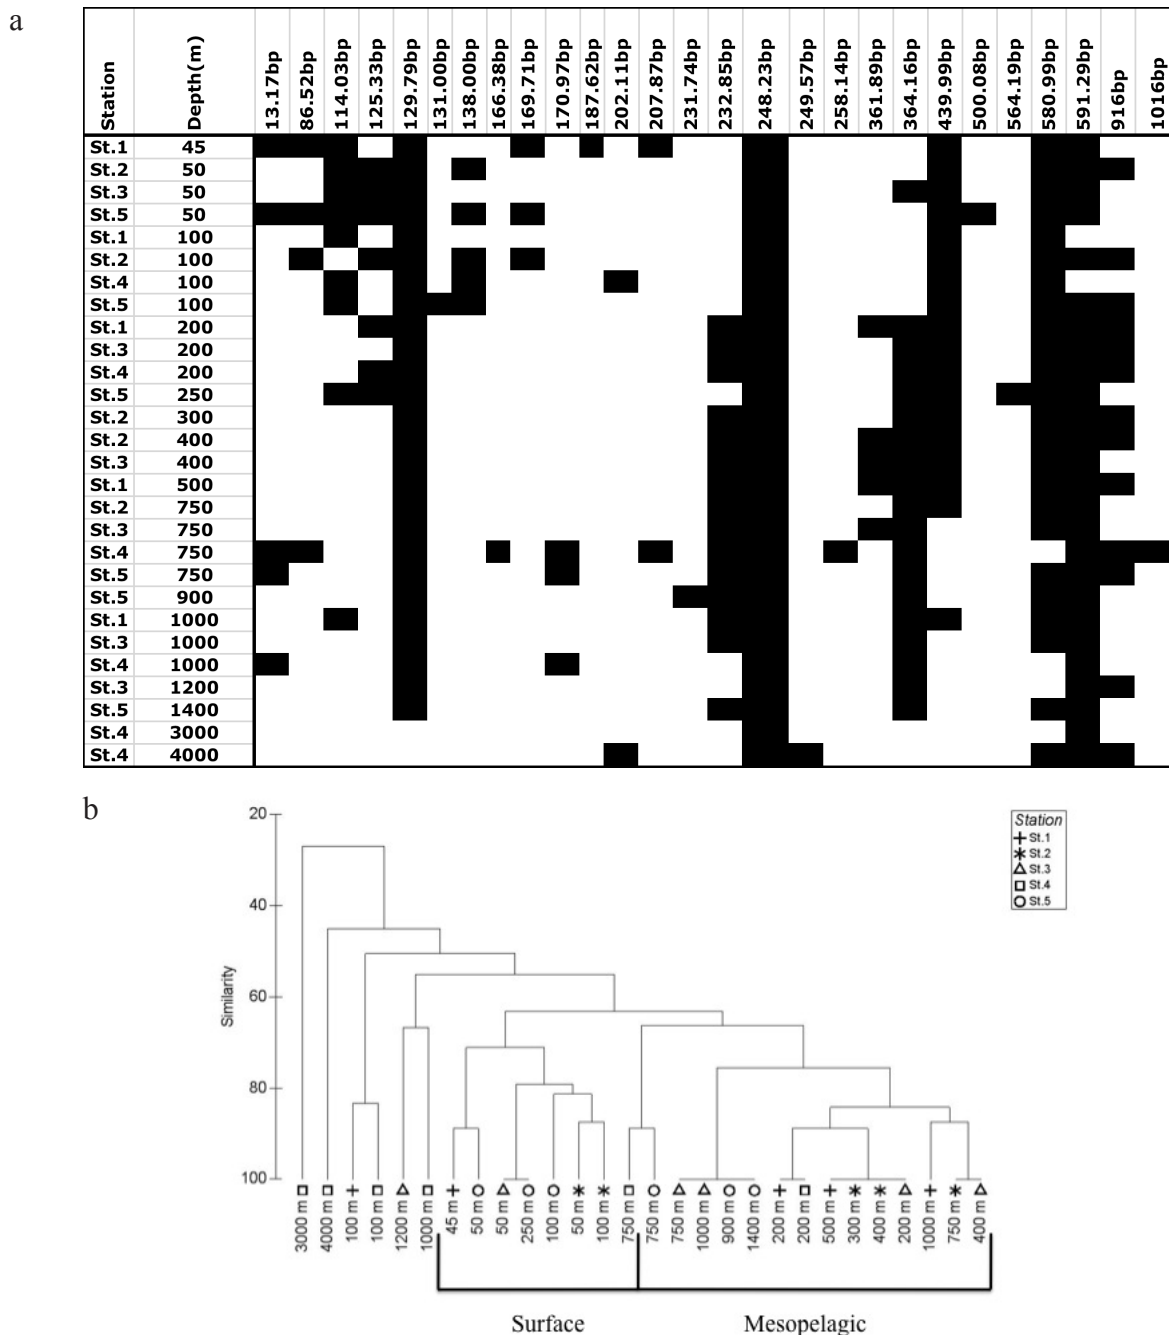 a
Station Depth(m) 13.17bp 86.52bp 114.03bp 125.33bp 129.79bp 131.00bp 138.00bp 166.38bp 169.71bp 170.97bp 187.62bp 202.11bp 207.87bp 231.74bp 232.85bp 248.23bp 249.57bp 258.14bp 361.89bp 364.16bp 439.99bp 500.08bp 564.19bp 580.99bp 591.29bp 916bp 1016bp
St.1 45
St.2 50
St.3 50
St.5 50
St.1 100
St.2 100
St.4 100
St.5 100
St.1 200
St.3 200
St.4 200
St.5 250
St.2 300
St.2 400
St.3 400
St.1 500
St.2 750
St.3 750
St.4 750
St.5 750
St.5 900
St.1 1000
St.3 1000
St.4 1000
St.3 1200
St.5 1400
St.4 3000
St.4 4000
b
Similarity
20
40
60
80
100
Station
St.1
St.2
St.3
St.4
St.5
3000 m 4000 m 100 m 100 m 1200 m 1000 m 45 m 50 m 50 m 250 m 100 m 50 m 100 m 750 m 750 m 750 m 1000 m 900 m 1400 m 200 m 200 m 500 m 300 m 400 m 200 m 1000 m 750 m 400 m
Surface Mesopelagic